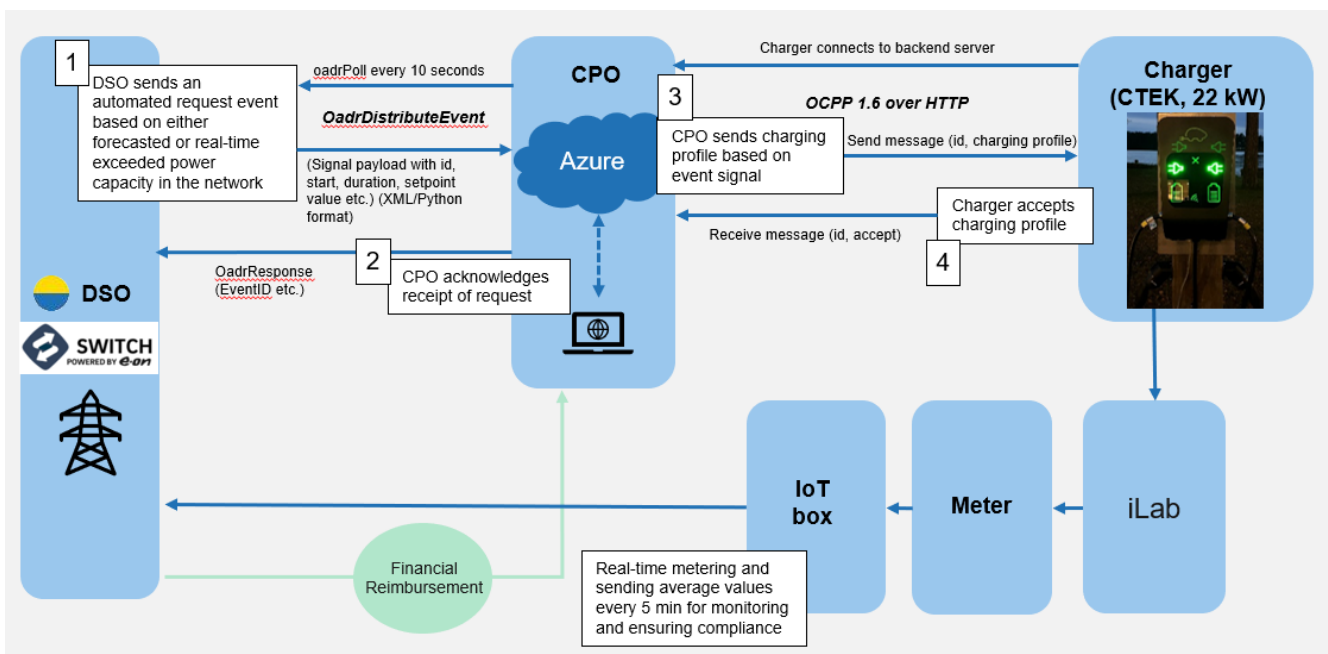 1
DSO sends an
automated request event
based on either
forecasted or real-time
exceeded power
capacity in the network
oadrPoll every 10 seconds
OadrDistributeEvent
(Signal payload with id,
start, duration, setpoint
value etc.) (XML/Python
format)
OadrResponse
(EventID etc.)
2
CPO acknowledges
receipt of request
DSO
SWITCH
POWERED BY e-on
CPO
Azure
3
CPO sends charging
profile based on
event signal
Charger connects to backend server
OCPP 1.6 over HTTP
Send message (id, charging profile)
Receive message (id, accept)
Charger accepts
charging profile
4
Charger
(CTEK, 22 kW)
IoT
box
Meter
iLab
Financial
Reimbursement
Real-time metering and
sending average values
every 5 min for monitoring
and ensuring compliance